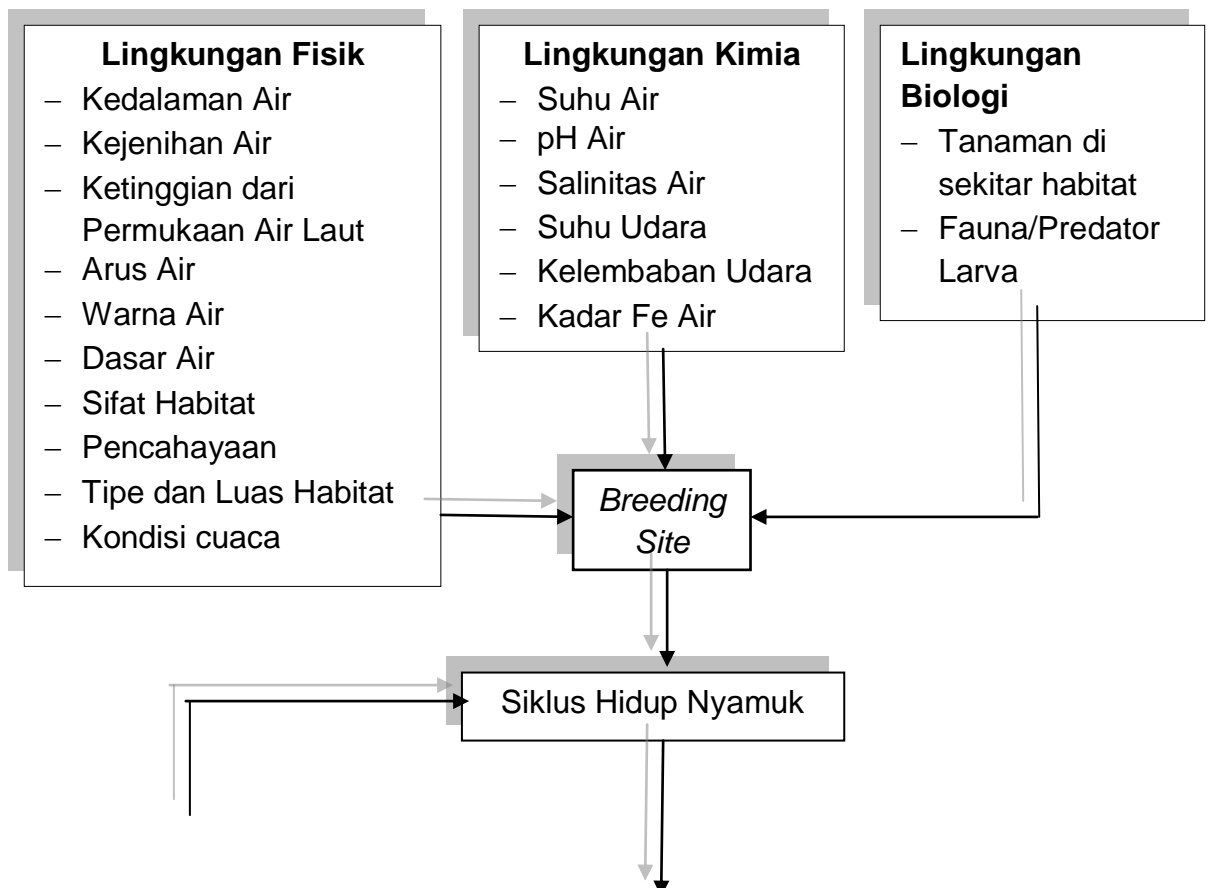 Lingkungan Fisik
– Kedalaman Air
– Kejenihan Air
– Ketinggian dari
Permukaan Air Laut
– Arus Air
– Warna Air
– Dasar Air
– Sifat Habitat
– Pencahayaan
– Tipe dan Luas Habitat
– Kondisi cuaca
Lingkungan Kimia
– Suhu Air
– pH Air
– Salinitas Air
– Suhu Udara
– Kelembaban Udara
– Kadar Fe Air
Lingkungan
Biologi
– Tanaman di
sekitar habitat
– Fauna/Predator
Larva
Breeding
Site
Siklus Hidup Nyamuk